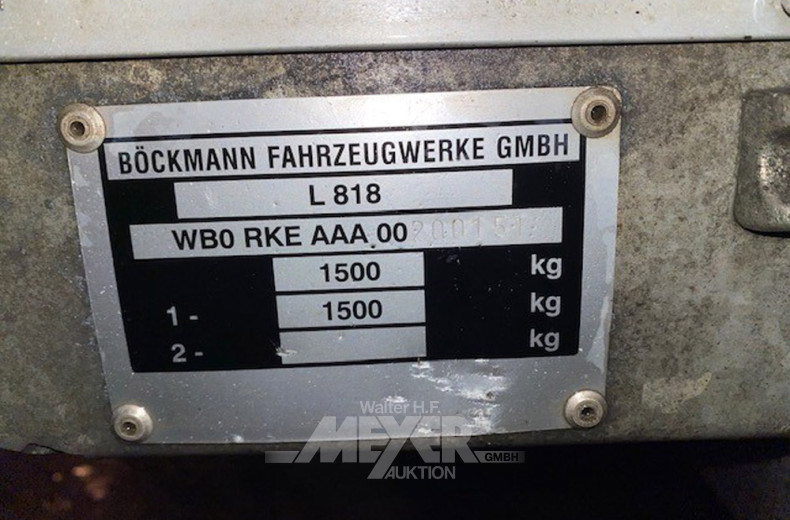 BÖCKMANN FAHRZEUGWERKE GMBH
L 818
WB0 RKE AAA 00
1500 kg
1 - 1500 kg
2 - kg
Walter H.F.
MEYER GMBH
AUKTION